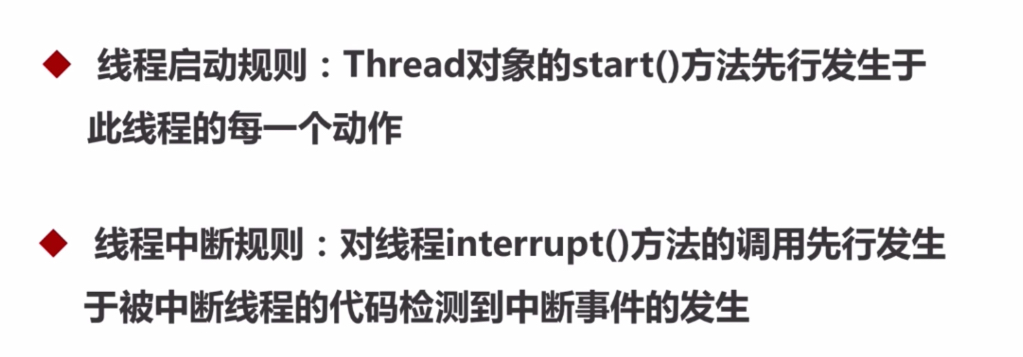 线程启动规则：Thread对象的start()方法先行发生于
此线程的每一个动作
线程中断规则：对线程interrupt()方法的调用先行发生
于被中断线程的代码检测到中断事件的发生